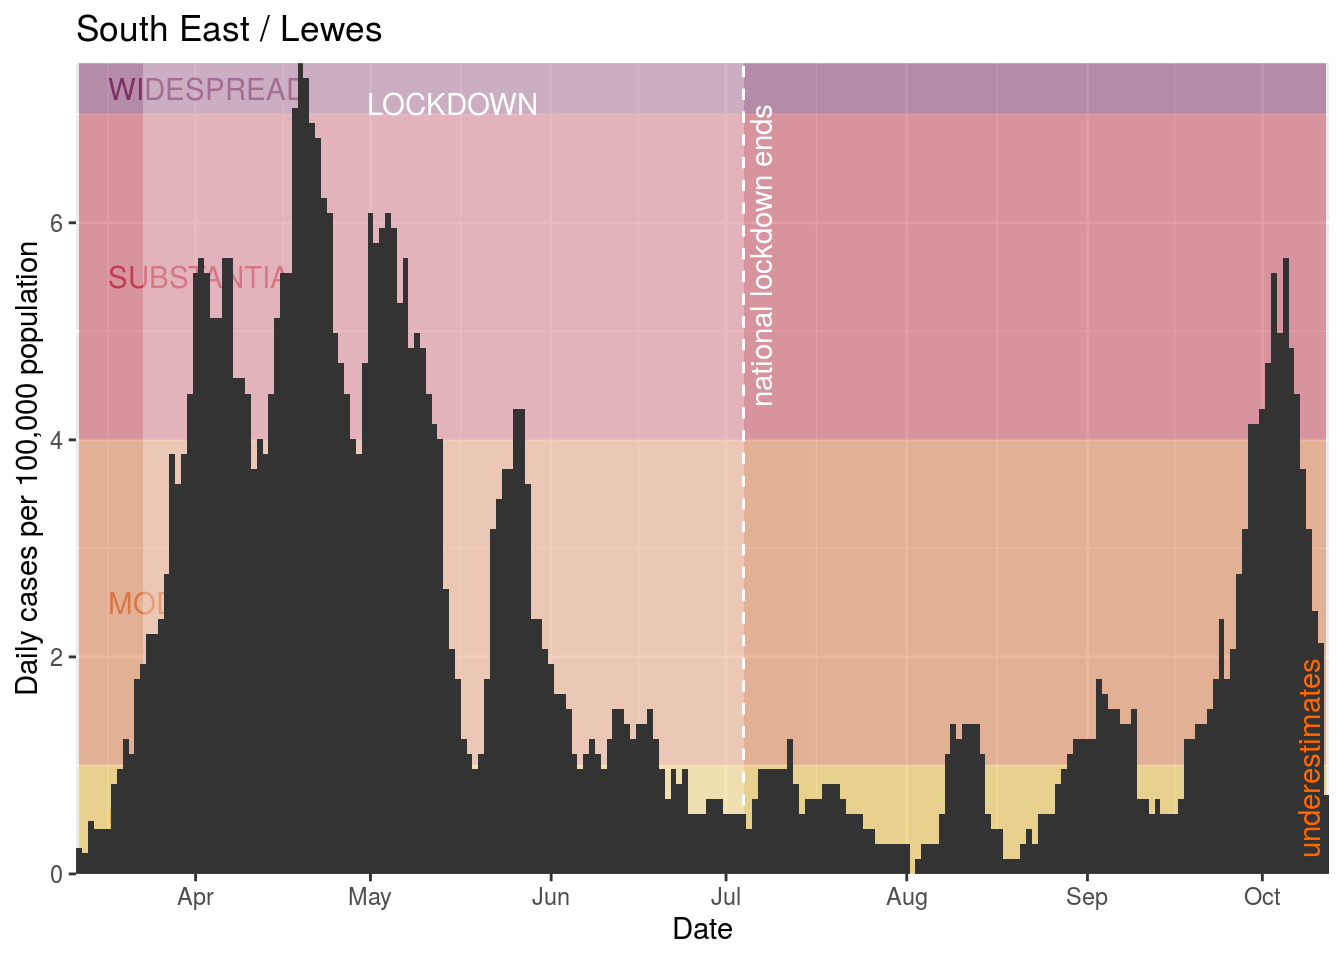 South East / Lewes
WIDESPREAD
LOCKDOWN
national lockdown ends
SUBSTANTIA
MOD
underestimates
Daily cases per 100,000 population
6
4
2
0
Apr May Jun Jul Aug Sep Oct
Date